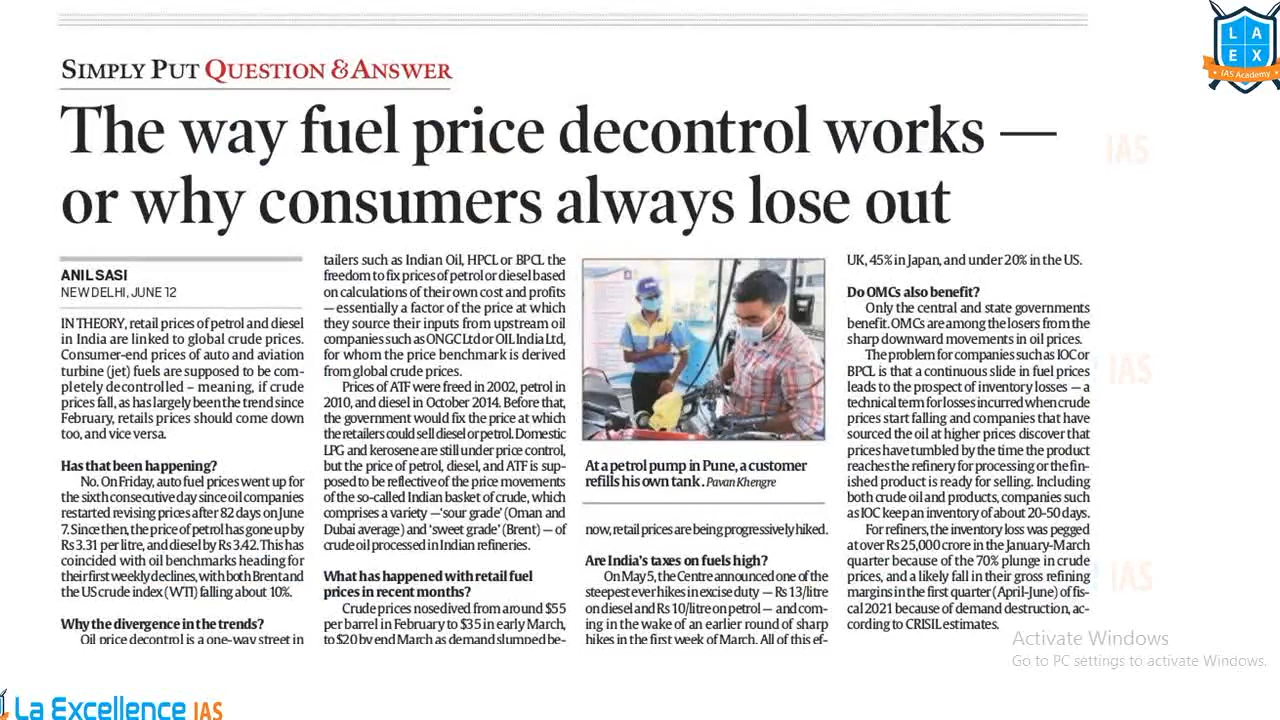 SIMPLY PUT QUESTION & ANSWER
The way fuel price decontrol works —
or why consumers always lose out
ANIL SASI
NEW DELHI, JUNE 12
IN THEORY, retail prices of petrol and diesel
in India are linked to global crude prices.
Consumer-end prices of auto and aviation
turbine (jet) fuels are supposed to be com-
pletely decontrolled – meaning, if crude
prices fall, as has largely been the trend since
February, retails prices should come down
too, and vice versa.
Has that been happening?
No. On Friday, auto fuel prices went up for
the sixth consecutive day since oil companies
restarted revising prices after 82 days on June
7. Since then, the price of petrol has gone up by
Rs 3.31 per litre, and diesel by Rs 3.42. This has
coincided with oil benchmarks heading for
their first weekly declines, with both Brent and
the US crude index (WTI) falling about 10%.
Why the divergence in the trends?
Oil price decontrol is a one-way street in
tailers such as Indian Oil, HPCL or BPCL the
freedom to fix prices of petrol or diesel based
on calculations of their own cost and profits
— essentially a factor of the price at which
they source their inputs from upstream oil
companies such as ONGC Ltd or OIL India Ltd,
for whom the price benchmark is derived
from global crude prices.
Prices of ATF were freed in 2002, petrol in
2010, and diesel in October 2014. Before that,
the government would fix the price at which
the retailers could sell diesel or petrol. Domestic
LPG and kerosene are still under price control,
but the price of petrol, diesel, and ATF is sup-
posed to be reflective of the price movements
of the so-called Indian basket of crude, which
comprises a variety —'sour grade' (Oman and
Dubai average) and 'sweet grade' (Brent) — of
crude oil processed in Indian refineries.
What has happened with retail fuel
prices in recent months?
Crude prices nosedived from around $55
per barrel in February to $35 in early March,
to $20 by end March as demand slumped be-
At a petrol pump in Pune, a customer
refills his own tank. Pavan Khengre
now, retail prices are being progressively hiked.
Are India's taxes on fuels high?
On May 5, the Centre announced one of the
steepest ever hikes in excise duty — Rs 13/litre
on diesel and Rs 10/litre on petrol — and com-
ing in the wake of an earlier round of sharp
hikes in the first week of March. All of this ef-
UK, 45% in Japan, and under 20% in the US.
Do OMCs also benefit?
Only the central and state governments
benefit. OMCs are among the losers from the
sharp downward movements in oil prices.
The problem for companies such as IOC or
BPCL is that a continuous slide in fuel prices
leads to the prospect of inventory losses — a
technical term for losses incurred when crude
prices start falling and companies that have
sourced the oil at higher prices discover that
prices have tumbled by the time the product
reaches the refinery for processing or the fin-
ished product is ready for selling. Including
both crude oil and products, companies such
as IOC keep an inventory of about 20-50 days.
For refiners, the inventory loss was pegged
at over Rs 25,000 crore in the January-March
quarter because of the 70% plunge in crude
prices, and a likely fall in their gross refining
margins in the first quarter (April-June) of fis-
cal 2021 because of demand destruction, ac-
cording to CRISIL estimates.
L A
E X
IAS Academy
IAS
IAS
IAS
Activate Windows
Go to PC settings to activate Windows.
La Excellence IAS